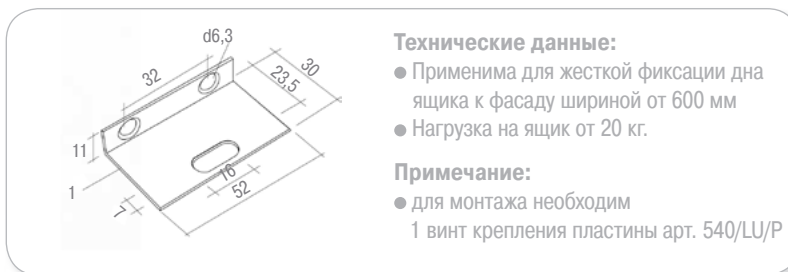 d6,3
32
30
23,5
11
16
52
1
7
Технические данные:
● Применима для жесткой фиксации дна
ящика к фасаду шириной от 600 мм
● Нагрузка на ящик от 20 кг.
Примечание:
● для монтажа необходим
1 винт крепления пластины арт. 540/LU/P